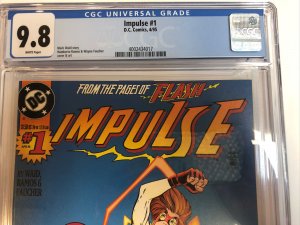 CGC UNIVERSAL GRADE
9.8
WHITE Pages
Impulse #1
D.C. Comics, 4/95
Mark Waid story
Humberto Ramos & Wayne Faucher
cover & art
4002434017
DC
FROM THE PAGES OF FLASH
IMPULSE
#1
BY WAID,
RAMOS &
FAUCHER